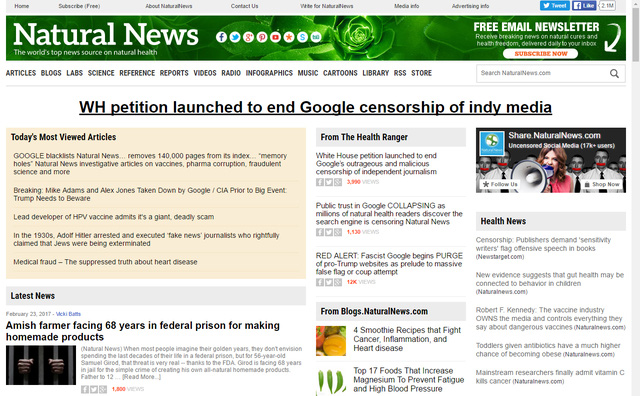 Home Subscribe (Free) About NaturalNews Contact Us Write for NaturalNews Media info Advertising info Tweet Like 2.1M
Natural News
The world's top news source on natural health
FREE EMAIL NEWSLETTER
Receive breaking news on natural cures and
health freedom, delivered daily to your inbox
SUBSCRIBE NOW
ARTICLES BLOGS LABS SCIENCE REFERENCE REPORTS VIDEOS RADIO INFOGRAPHICS MUSIC CARTOONS LIBRARY RSS STORE
Search NaturalNews.com
WH petition launched to end Google censorship of indy media
Today's Most Viewed Articles
GOOGLE blacklists Natural News... removes 140,000 pages from its index... "memory
holes" Natural News investigative articles on vaccines, pharma corruption, fraudulent
science and more
Breaking: Mike Adams and Alex Jones Taken Down by Google / CIA Prior to Big Event:
Trump Needs to Beware
Lead developer of HPV vaccine admits it's a giant, deadly scam
In the 1930s, Adolf Hitler arrested and executed 'fake news' journalists who rightfully
claimed that Jews were being exterminated
Medical fraud – The suppressed truth about heart disease
Latest News
February 23, 2017 - Vicki Batts
Amish farmer facing 68 years in federal prison for making
homemade products
(Natural News) When most people imagine their golden years, they don't envision
spending the last decades of their life in a federal prison, but for 56-year-old
Samuel Girod, that threat is very real – thanks to the FDA. Girod is facing 68 years
in jail for the simple crime of creating his own all-natural homemade products.
Father to 12 ... [Read More...]
1,800 VIEWS
From The Health Ranger
White House petition launched to end
Google's outrageous and malicious
censorship of independent journalism
3,990 VIEWS
Public trust in Google COLLAPSING as
millions of natural health readers discover the
search engine is censoring Natural News
1,130 VIEWS
RED ALERT: Fascist Google begins PURGE
of pro-Trump websites as prelude to massive
false flag or coup attempt
12K VIEWS
From Blogs.NaturalNews.com
4 Smoothie Recipes that Fight
Cancer, Inflammation, and
Heart disease
Top 17 Foods That Increase
Magnesium To Prevent Fatigue
and High Blood Pressure
Share.NaturalNews.com
Uncensored Social Media (17k+ users)
Follow Us
Shop Now
Health News
Censorship: Publishers demand 'sensitivity
writers' flag offensive speech in books
(Newstarget.com)
New evidence suggests that gut health may be
connected to behavior in children
(NaturalNews.com)
Robert F. Kennedy: The vaccine industry
OWNS the media and controls everything they
say about dangerous vaccines (NaturalNews.com)
Toddlers given antibiotics have a much higher
chance of becoming obese (NaturalNews.com)
Mainstream researchers finally admit vitamin C
kills cancer (NaturalNews.com)